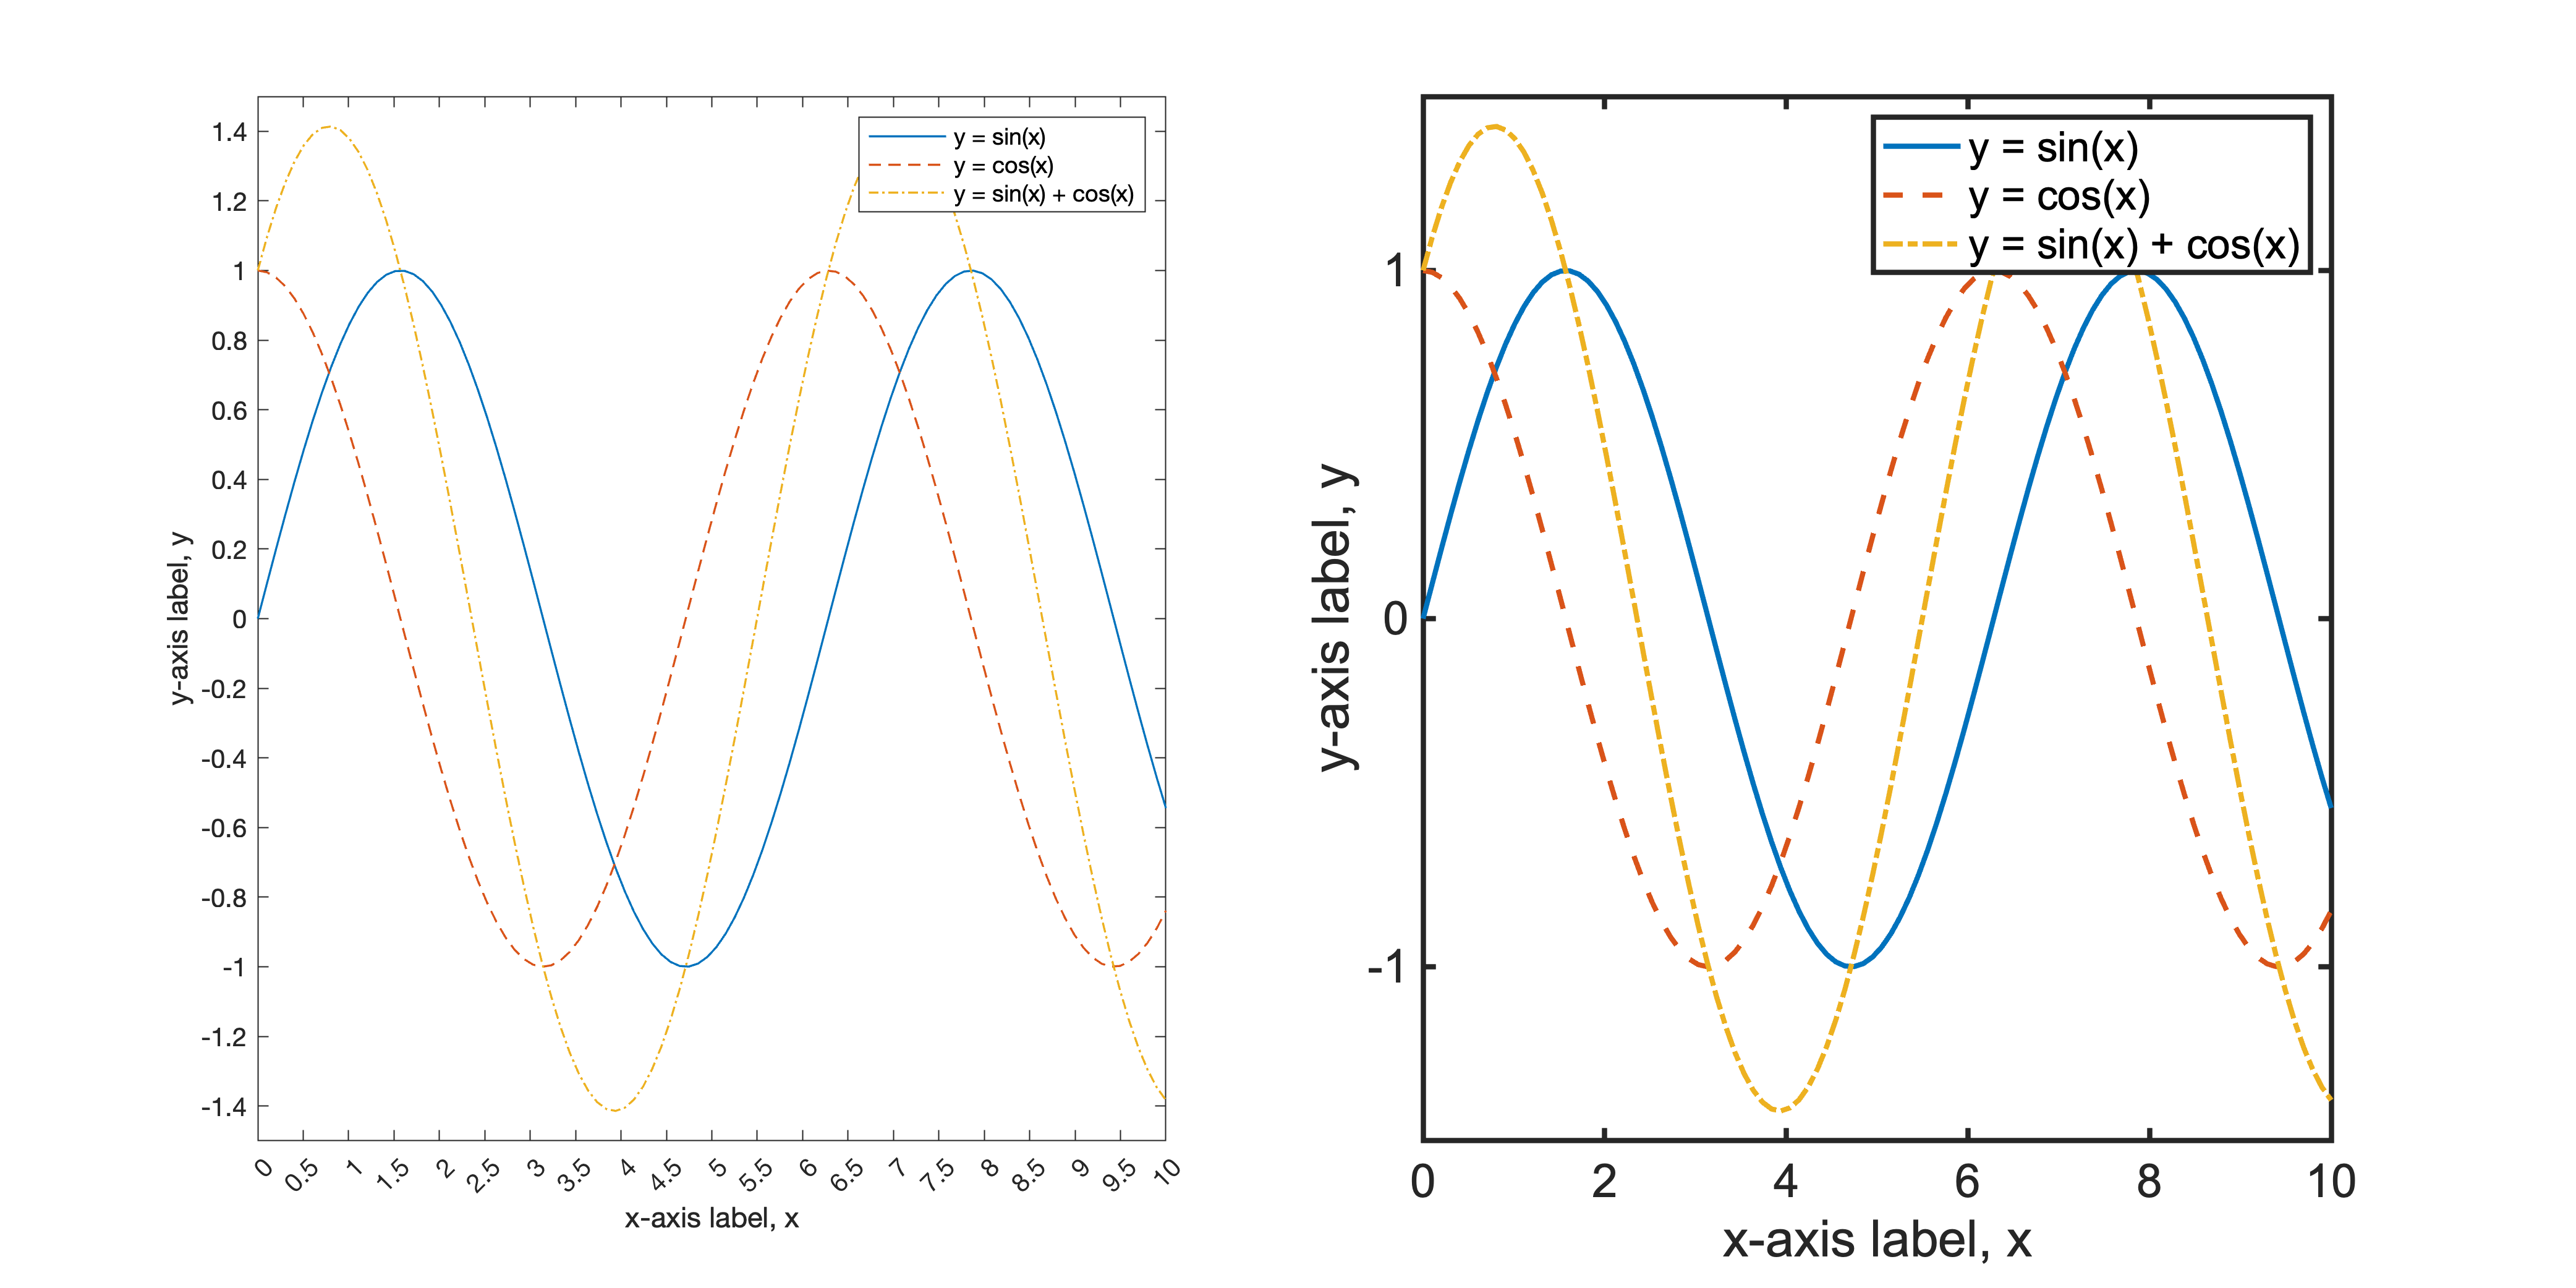 1.4
1.2
1
0.8
0.6
0.4
0.2
0
-0.2
-0.4
-0.6
-0.8
-1
-1.2
-1.4
y-axis label, y
y = sin(x)
y = cos(x)
y = sin(x) + cos(x)
0 0.5 1 1.5 2 2.5 3 3.5 4 4.5 5 5.5 6 6.5 7 7.5 8 8.5 9 9.5 10
x-axis label, x
1
0
-1
y-axis label, y
y = sin(x)
y = cos(x)
y = sin(x) + cos(x)
0 2 4 6 8 10
x-axis label, x